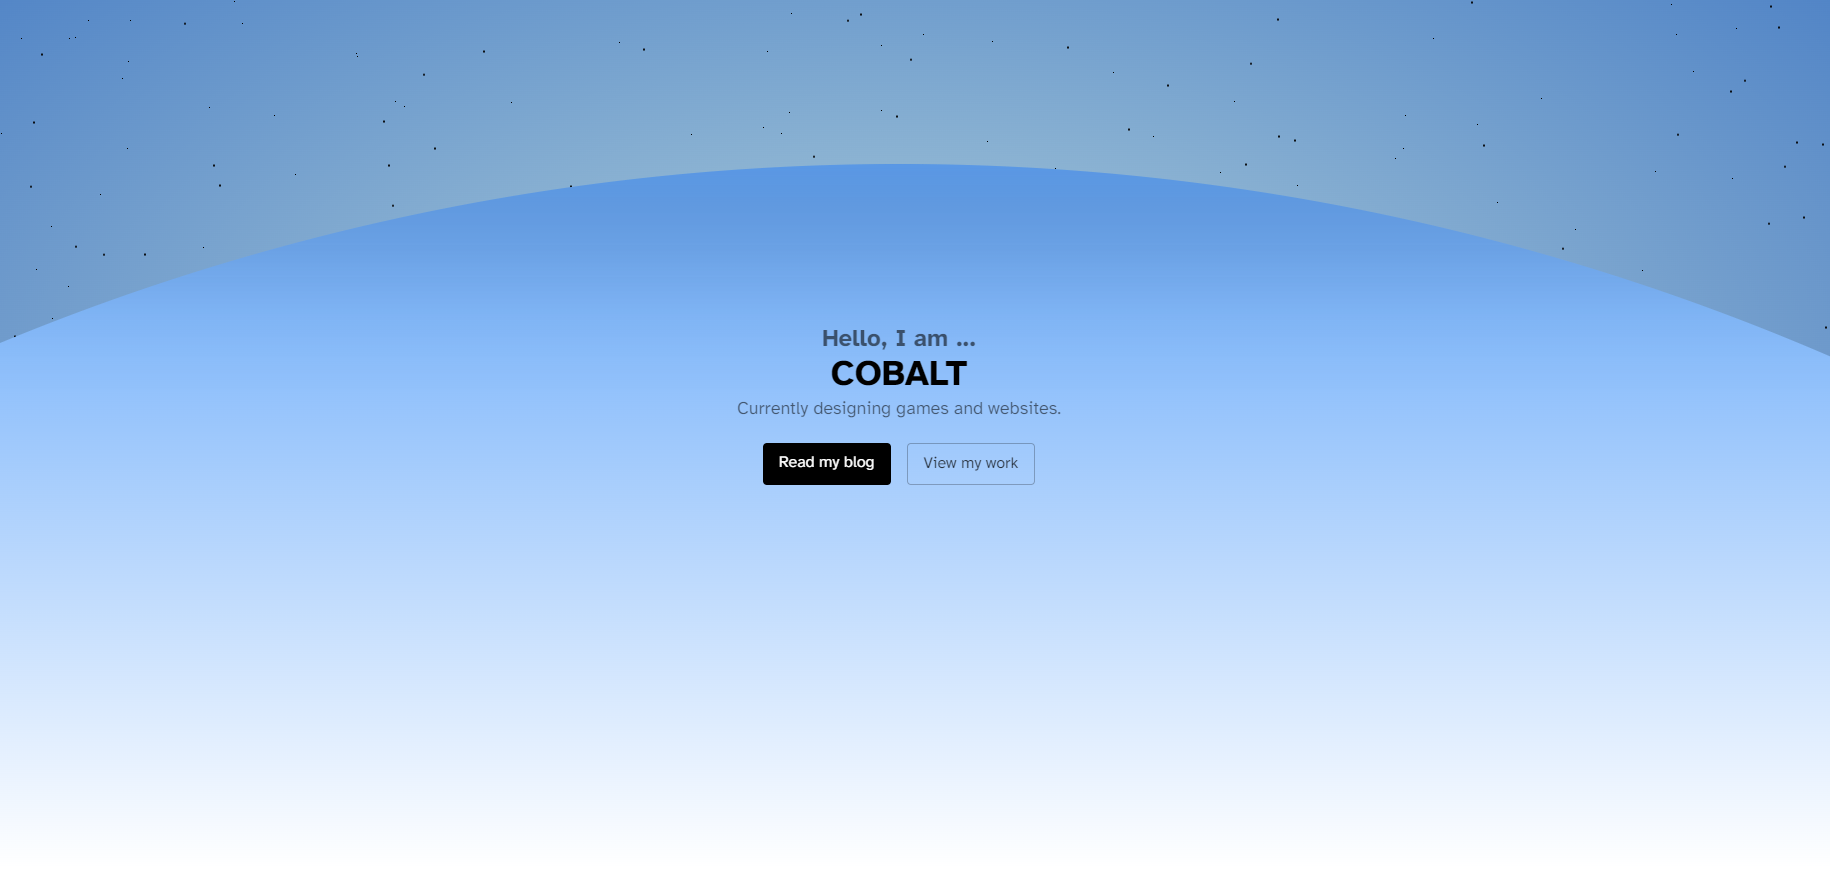 Hello, I am ...
COBALT
Currently designing games and websites.
Read my blog
View my work